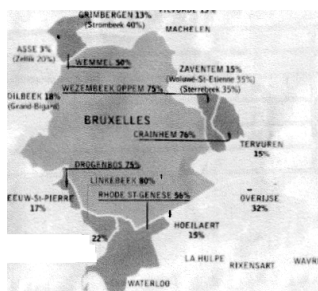 GRIMBERGEN 13%
(Strombeek 40%)
MACHELEN
ASSE 3%
(Zellik 20%)
WEMMEL 50%
ZAVENTEM 15%
(Woluwé-St-Etienne 35%)
(Sterrebeek 35%)
WEZEMBEEK OPPEM 75%
DILBEEK 18%
(Grand-Bigard)
BRUXELLES
CRAINHEM 76%
TERVUREN
15%
DROGENBOS 75%
LINKEBEEK 80%
RHODE ST-GENESE 56%
EEUW-St-PIERRE
17%
OVERIJSE
32%
22%
HOEILAERT
15%
LA HULPE
RIXENSART
WAVR
WATERLOO